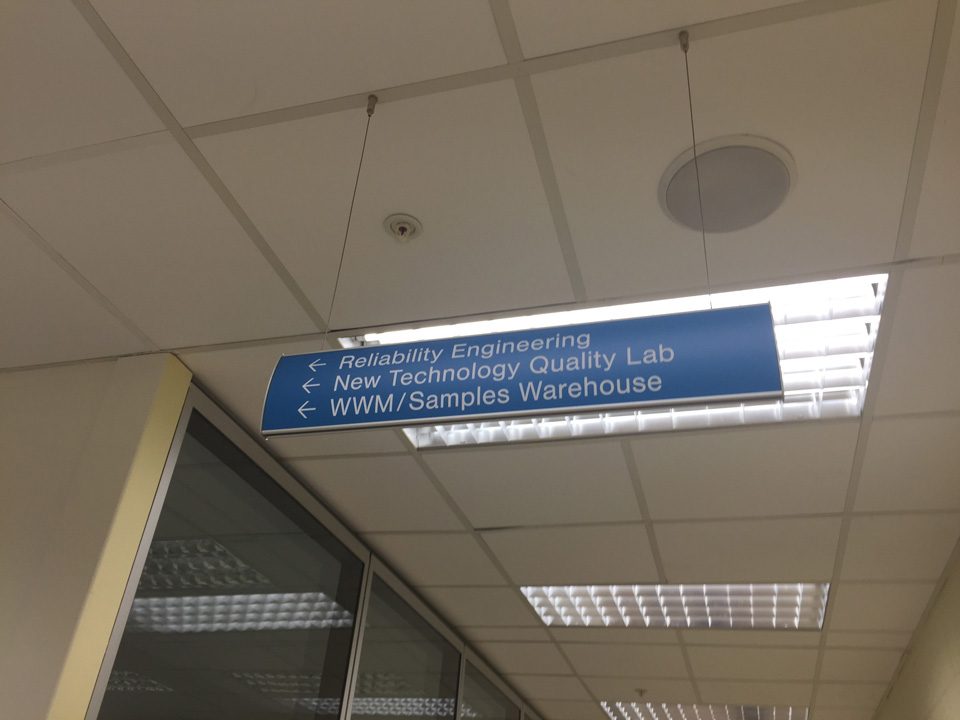 ← Reliability Engineering
← New Technology Quality Lab
← WWM/Samples Warehouse